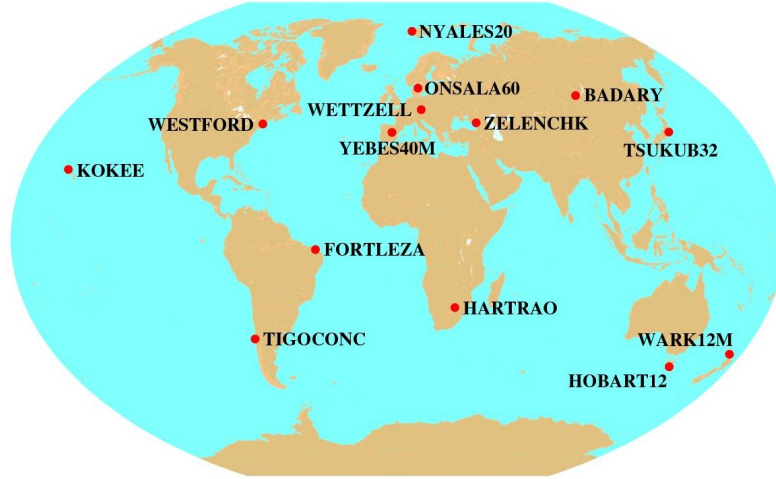 NYALES20
ONSALA60
BADARY
WETTZELL
WESTFORD
ZELENCHK
YEBES40M
TSUKUB32
KOKEE
FORTLEZA
HARTRAO
TIGOCONC
WARK12M
HOBART12